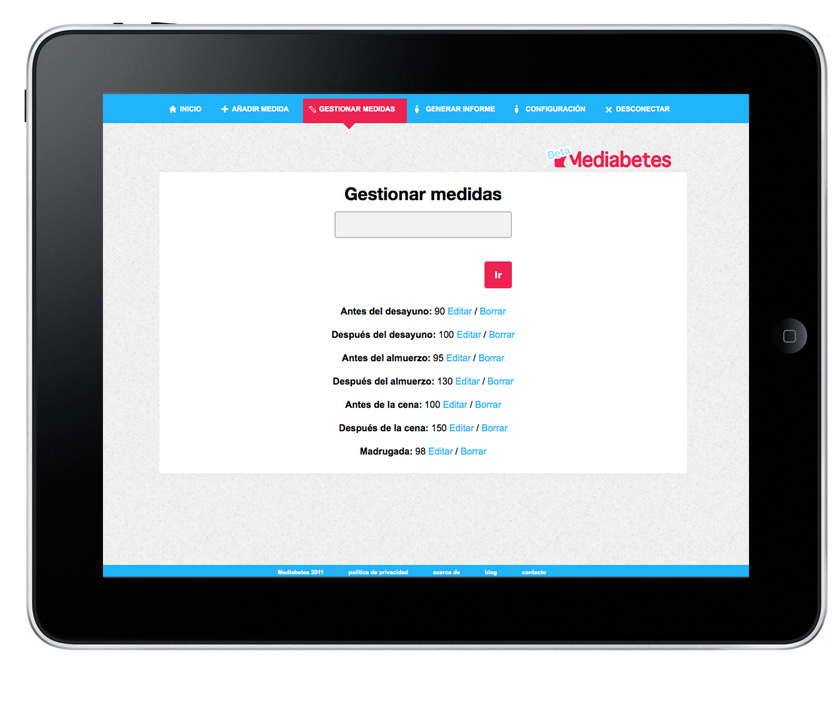 INICIO AÑADIR MEDIDA GESTIONAR MEDIDAS GENERAR INFORME CONFIGURACIÓN DESCONECTAR
Beta
Mediabetes
Gestionar medidas
Ir
Antes del desayuno: 90 Editar / Borrar
Después del desayuno: 100 Editar / Borrar
Antes del almuerzo: 95 Editar / Borrar
Después del almuerzo: 130 Editar / Borrar
Antes de la cena: 100 Editar / Borrar
Después de la cena: 150 Editar / Borrar
Madrugada: 98 Editar / Borrar
Mediabetes 2011 política de privacidad acerca de blog contacto